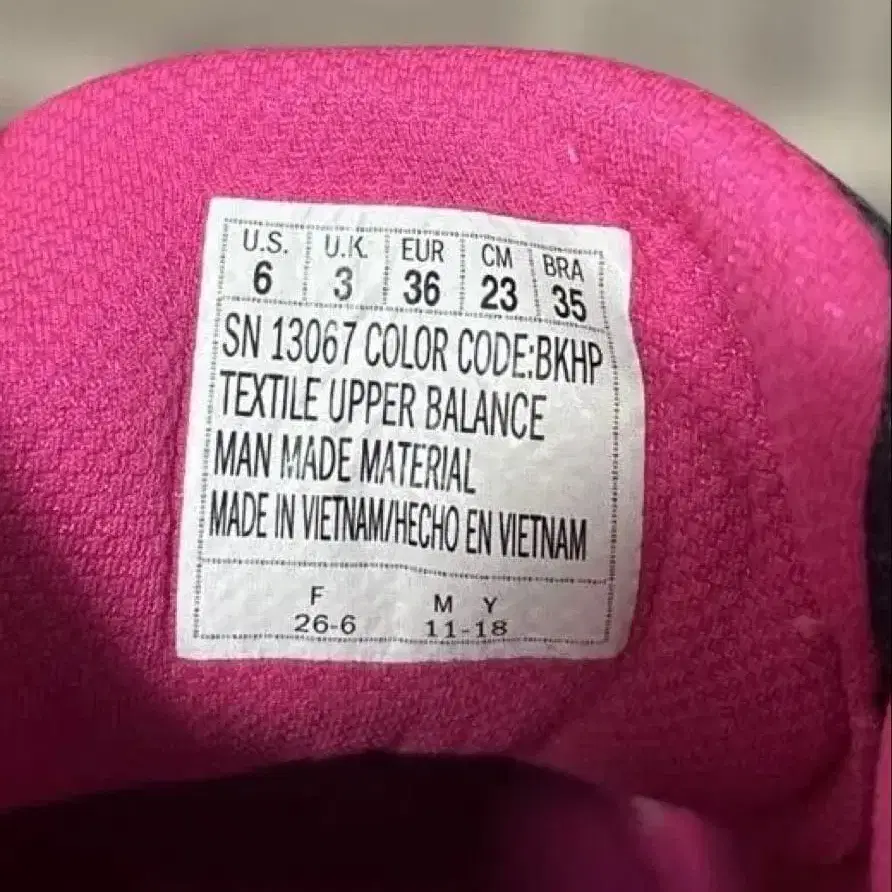 U.S. U.K. EUR CM BRA
6 3 36 23 35
SN 13067 COLOR CODE:BKHP
TEXTILE UPPER BALANCE
MAN MADE MATERIAL
MADE IN VIETNAM/HECHO EN VIETNAM
F M Y
26-6 11-18